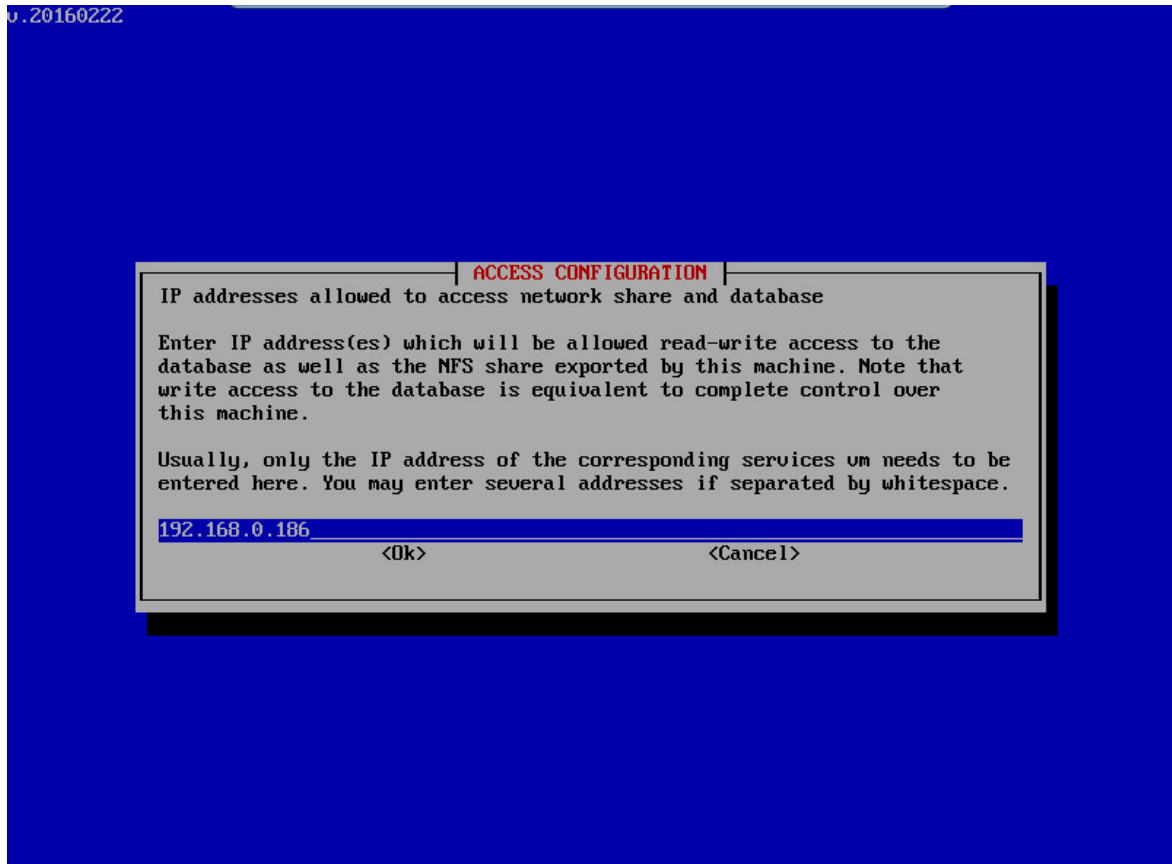 v.20160222
ACCESS CONFIGURATION
IP addresses allowed to access network share and database
Enter IP address(es) which will be allowed read-write access to the
database as well as the NFS share exported by this machine. Note that
write access to the database is equivalent to complete control over
this machine.
Usually, only the IP address of the corresponding services vm needs to be
entered here. You may enter several addresses if separated by whitespace.
192.168.0.186
<Ok> <Cancel>